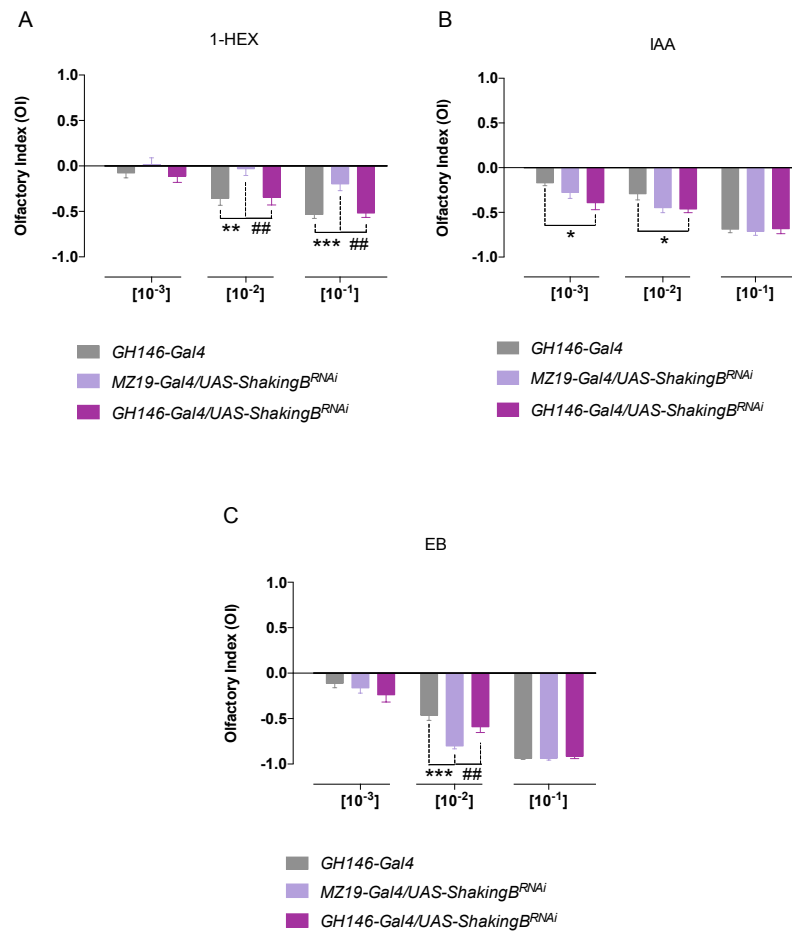 A
1-HEX
Olfactory Index (OI)
1.0
0.5
0.0
-0.5
-1.0
** ## *** ##
[10-3] [10-2] [10-1]
GH146-Gal4
MZ19-Gal4/UAS-ShakingBRNAi
GH146-Gal4/UAS-ShakingBRNAi
B
IAA
Olfactory Index (OI)
1.0
0.5
0.0
-0.5
-1.0
* *
[10-3] [10-2] [10-1]
GH146-Gal4
MZ19-Gal4/UAS-ShakingBRNAi
GH146-Gal4/UAS-ShakingBRNAi
C
EB
Olfactory Index (OI)
1.0
0.5
0.0
-0.5
-1.0
*** ##
[10-3] [10-2] [10-1]
GH146-Gal4
MZ19-Gal4/UAS-ShakingBRNAi
GH146-Gal4/UAS-ShakingBRNAi